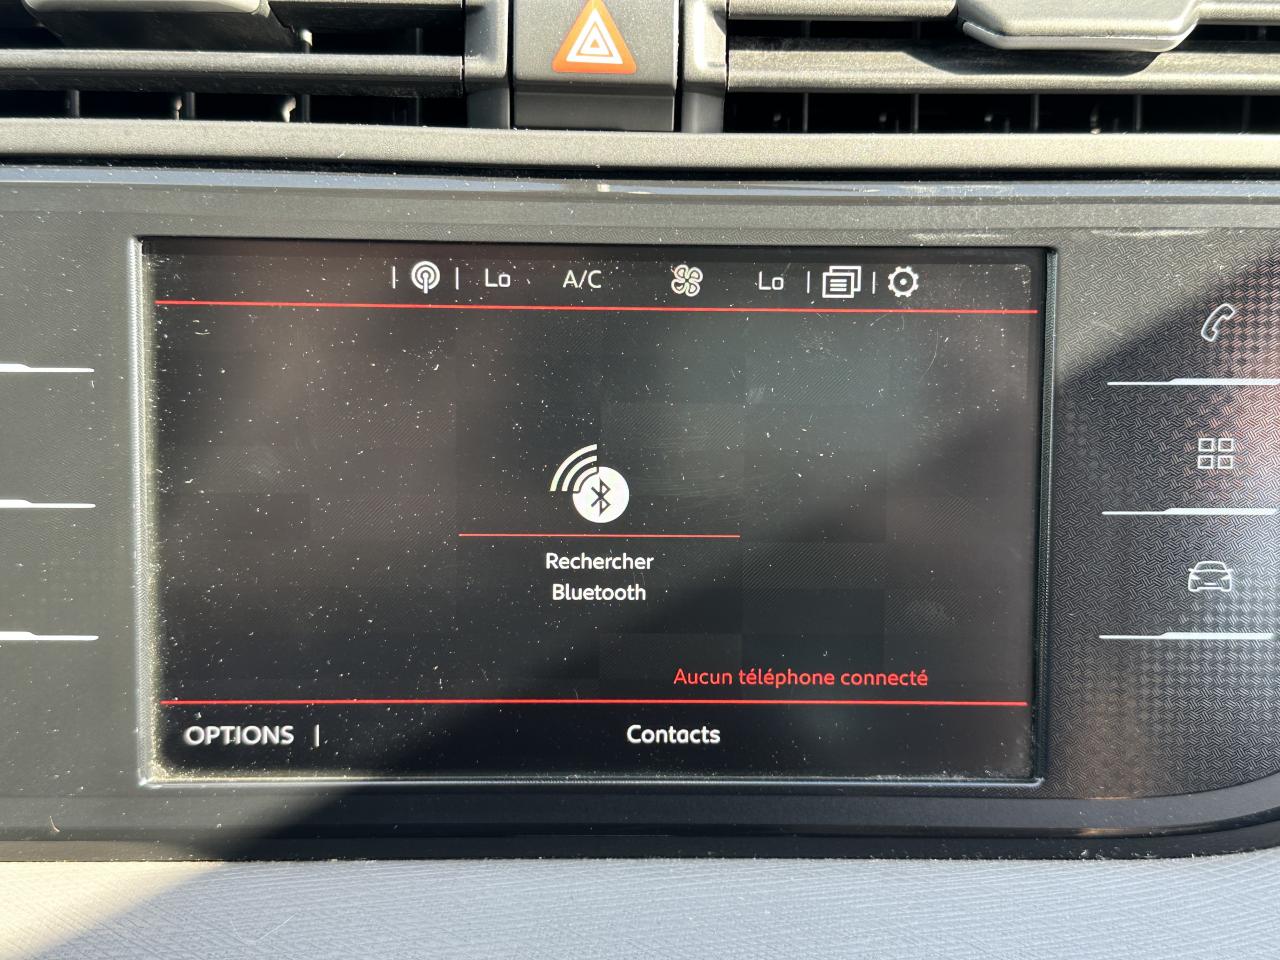 Lo A/C Lo
Rechercher
Bluetooth
Aucun téléphone connecté
OPTIONS
Contacts